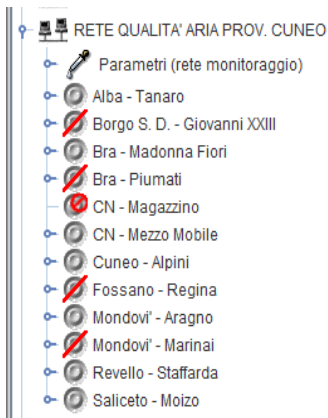 RETE QUALITA' ARIA PROV. CUNEO
Parametri (rete monitoraggio)
Alba - Tanaro
Borgo S. D. - Giovanni XXIII
Bra - Madonna Fiori
Bra - Piumati
CN - Magazzino
CN - Mezzo Mobile
Cuneo - Alpini
Fossano - Regina
Mondovi' - Aragno
Mondovi' - Marinai
Revello - Staffarda
Saliceto - Moizo